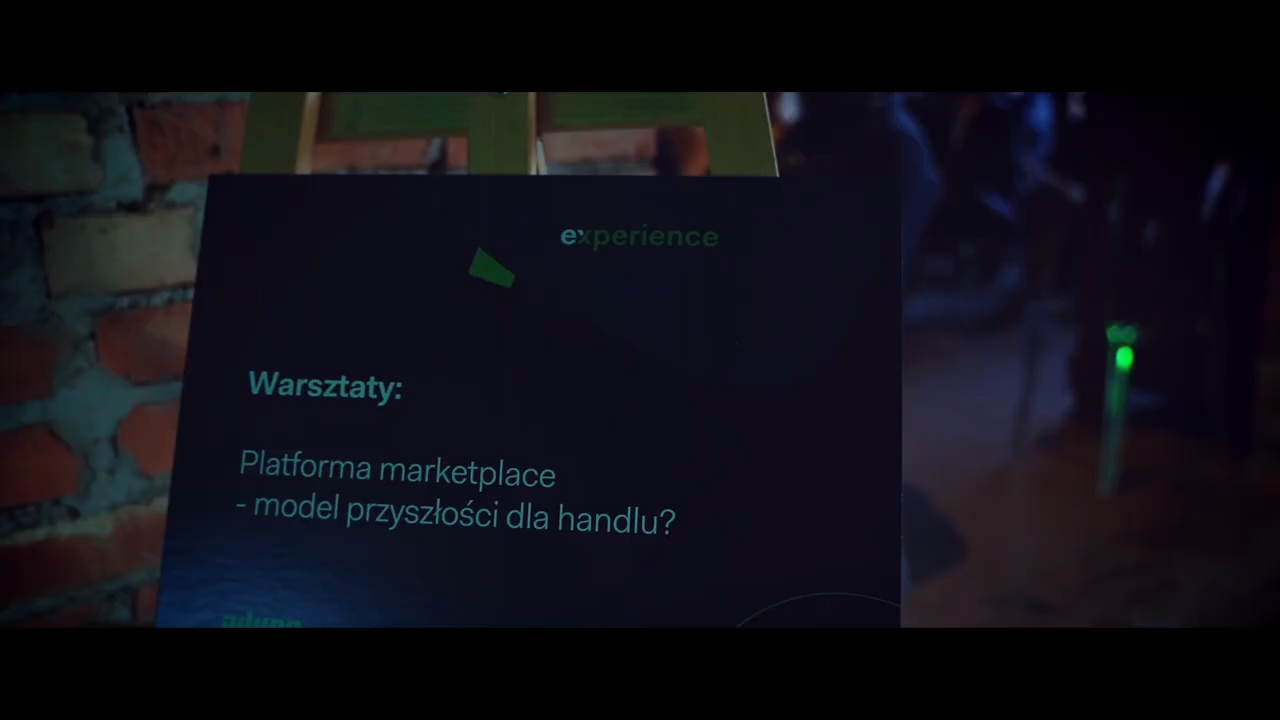 experience
Warsztaty:
Platforma marketplace
- model przyszłości dla handlu?